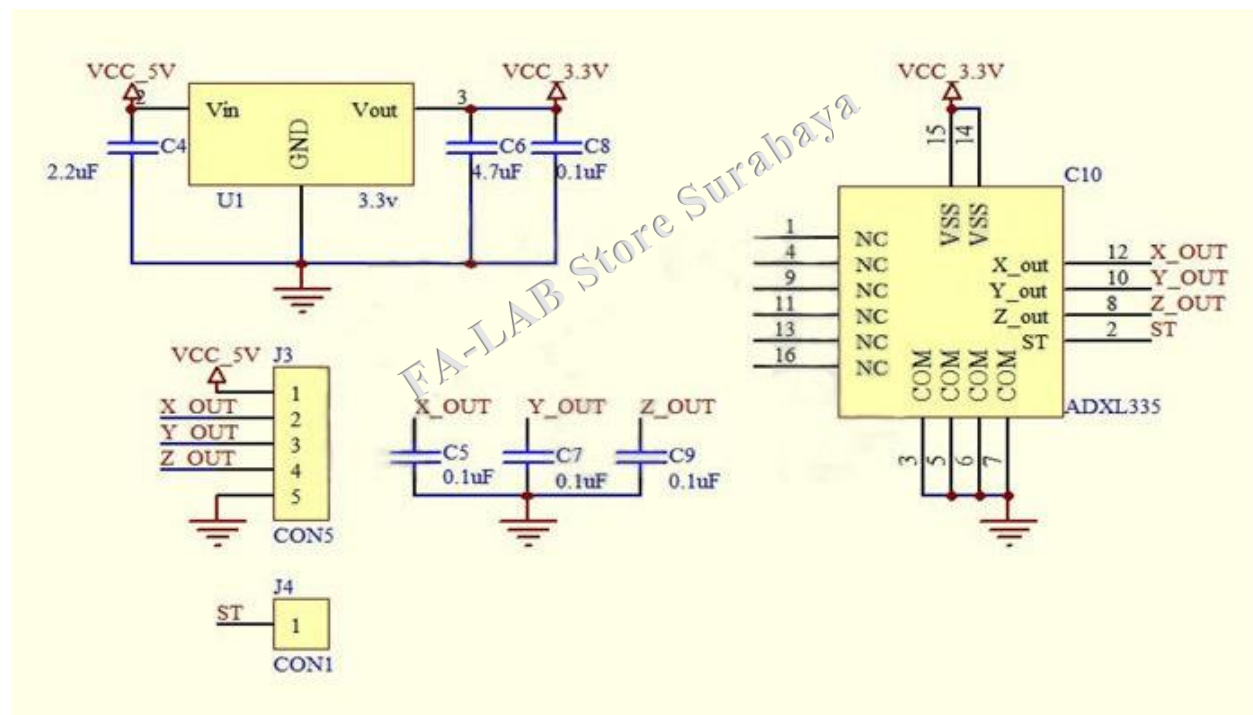 VCC_5V
2
Vin
Vout
GND
3
VCC_3.3V
C4
2.2uF
C6
4.7uF
C8
0.1uF
U1
3.3v
FA-LAB Store Surabaya
VCC_3.3V
15
14
C10
VSS
VSS
1
NC
4
NC
9
NC
11
NC
13
NC
16
NC
X_out
12
X_OUT
Y_out
10
Y_OUT
Z_out
8
Z_OUT
ST
2
ST
COM
COM
COM
COM
ADXL335
3
5
6
7
VCC_5V
J3
1
X_OUT
2
Y_OUT
3
Z_OUT
4
5
CON5
X_OUT
Y_OUT
Z_OUT
C5
0.1uF
C7
0.1uF
C9
0.1uF
J4
ST
1
CON1